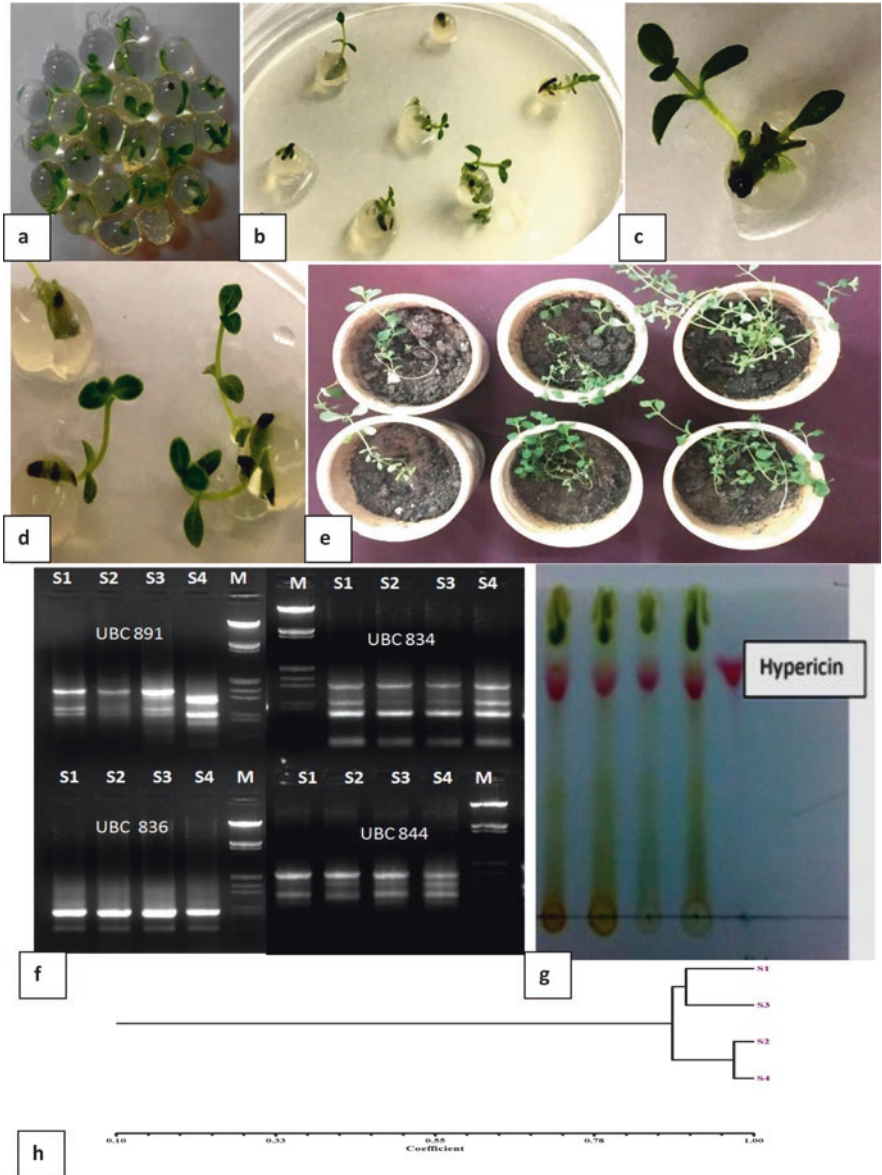 a
b
c
d
e
S1 S2 S3 S4 M
UBC 891
M S1 S2 S3 S4
UBC 834
S1 S2 S3 S4 M
UBC 836
S1 S2 S3 S4 M
UBC 844
f
Hypericin
g
S1
S3
S2
S4
0.10 0.33 0.55 0.78 1.00
Coefficient
h